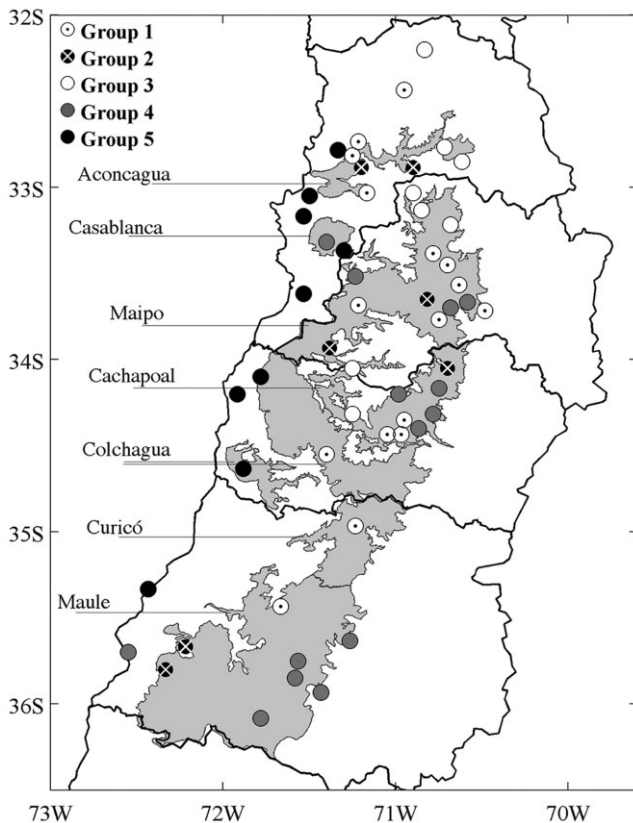 32S
Group 1
Group 2
Group 3
Group 4
Group 5
33S
Aconcagua
Casablanca
Maipo
34S
Cachapoal
Colchagua
35S
Curicó
Maule
36S
73W 72W 71W 70W